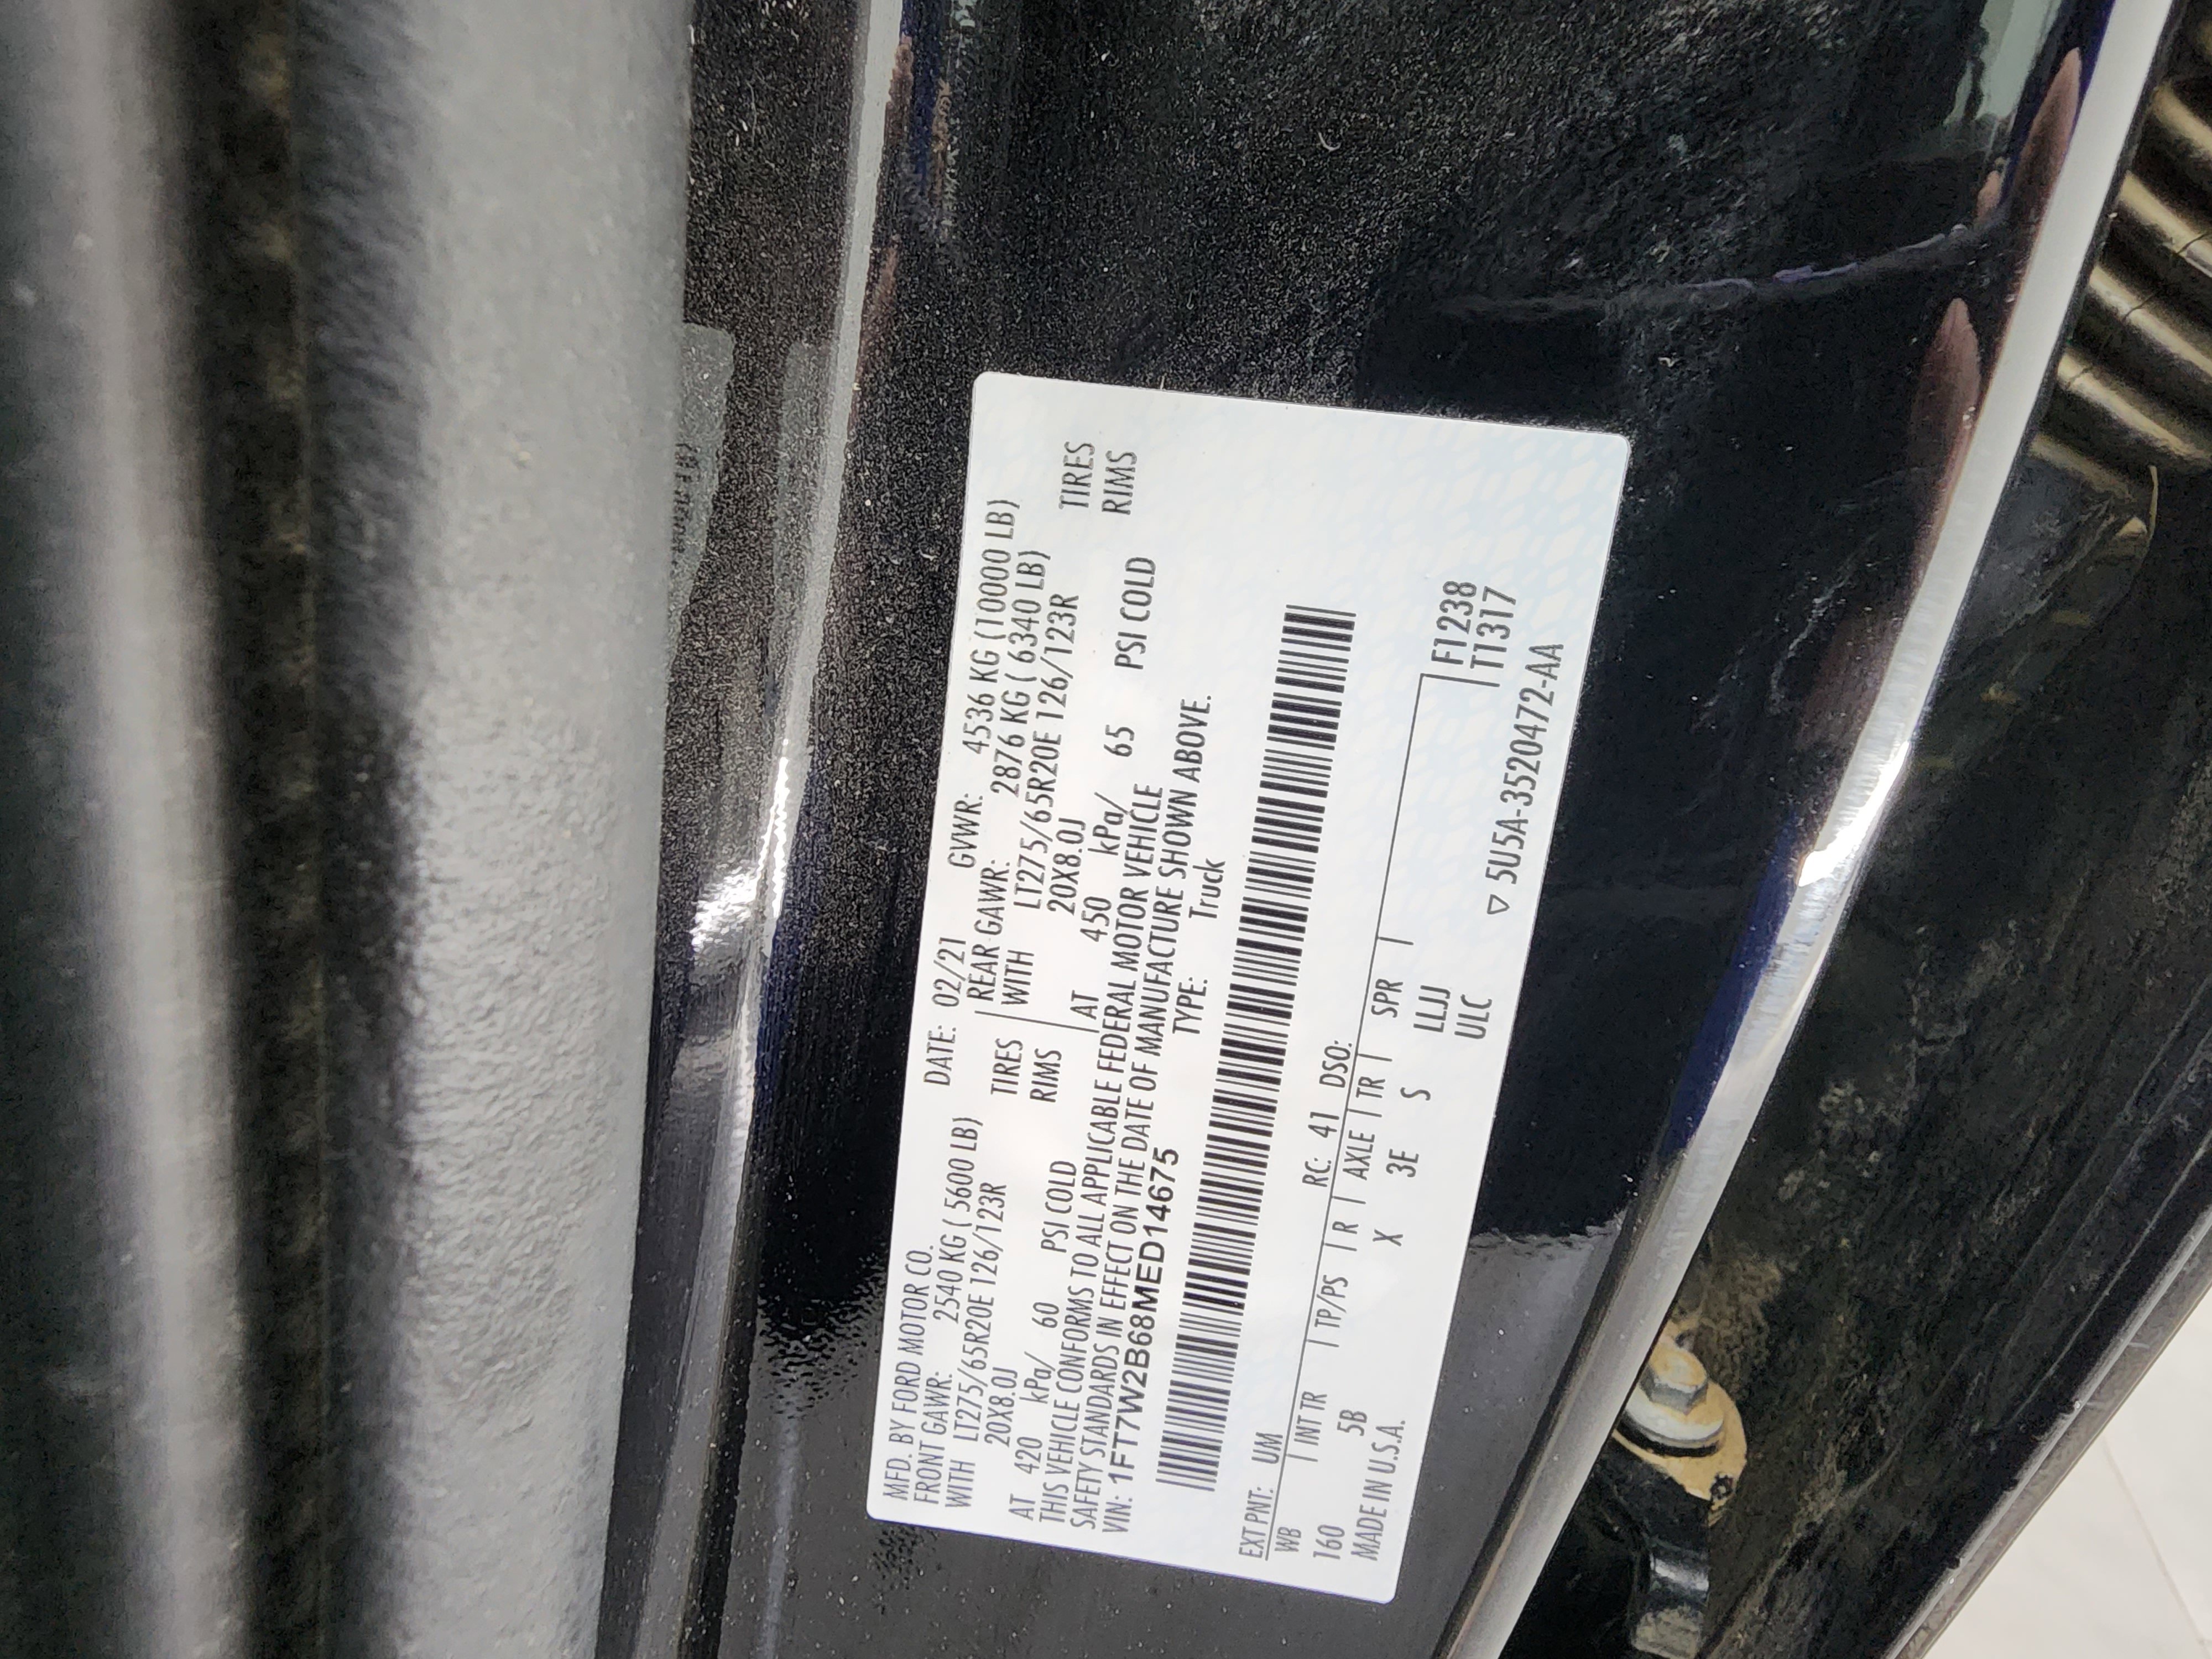 MFD. BY FORD MOTOR CO. DATE: 02/21 GVWR: 4536 KG (10000 LB)
FRONT GAWR: 2540 KG ( 5600 LB) REAR GAWR: 2876 KG ( 6340 LB)
WITH LT275/65R20E 126/123R TIRES WITH LT275/65R20E 126/123R TIRES
20X8.0J RIMS 20X8.0J RIMS
AT 420 kPa/ 60 PSI COLD AT 450 kPa/ 65 PSI COLD
THIS VEHICLE CONFORMS TO ALL APPLICABLE FEDERAL MOTOR VEHICLE
SAFETY STANDARDS IN EFFECT ON THE DATE OF MANUFACTURE SHOWN ABOVE.
VIN: 1FT7W2B68MED14675 TYPE: Truck
EXT PNT: UM RC: 41 DSO:
WB INT TR TP/PS R AXLE TR SPR
160 5B X 3E S LLJJ F1238
ULC T1317
MADE IN U.S.A. ▽ 5U5A-3520472-AA